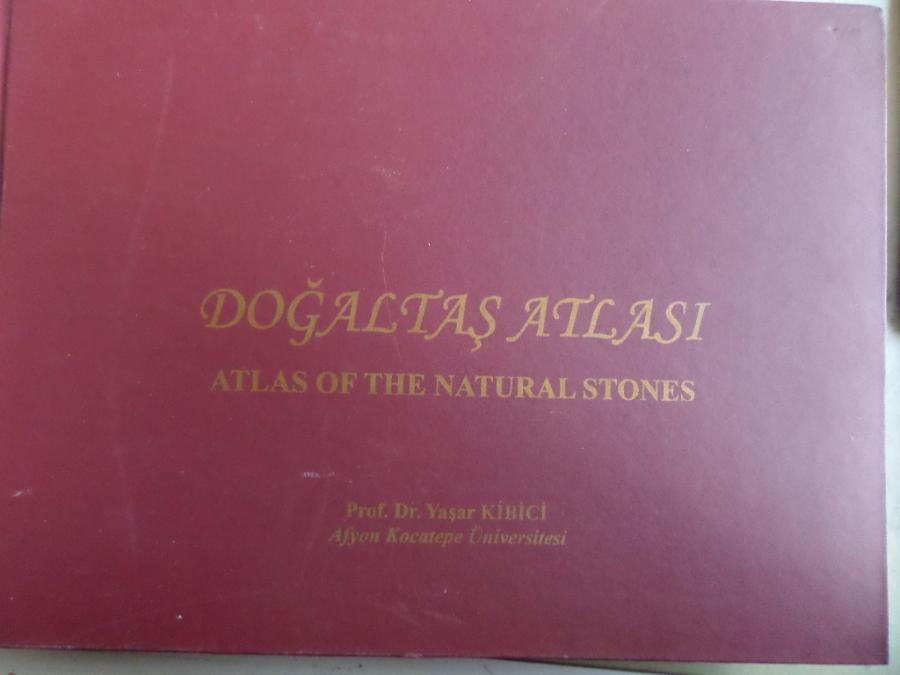 DOĞALTAŞ ATLASI
ATLAS OF THE NATURAL STONES
Prof. Dr. Yaşar KİBİCİ
Afyon Kocatepe Üniversitesi